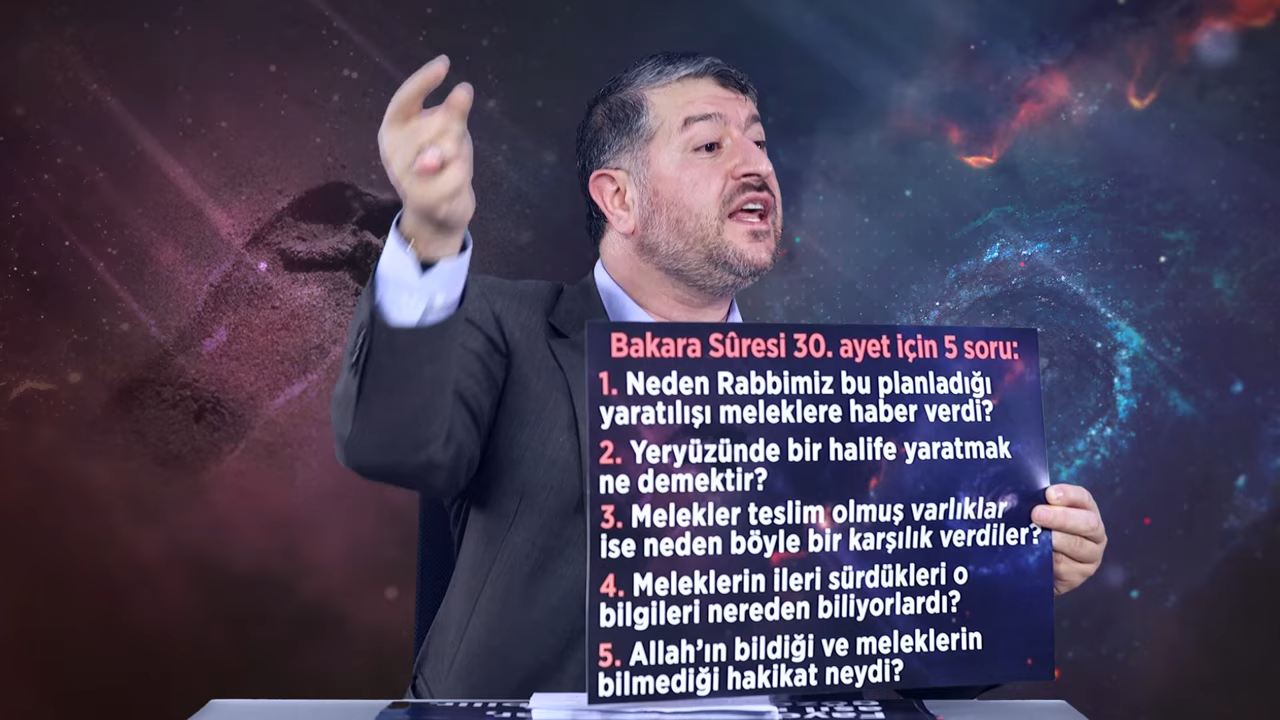 Bakara Sûresi 30. ayet için 5 soru:
1. Neden Rabbimiz bu planladığı
yaratılışı meleklere haber verdi?
2. Yeryüzünde bir halife yaratmak
ne demektir?
3. Melekler teslim olmuş varlıklar
ise neden böyle bir karşılık verdiler?
4. Meleklerin ileri sürdükleri o
bilgileri nereden biliyorlardı?
5. Allah'ın bildiği ve meleklerin
bilmediği hakikat neydi?